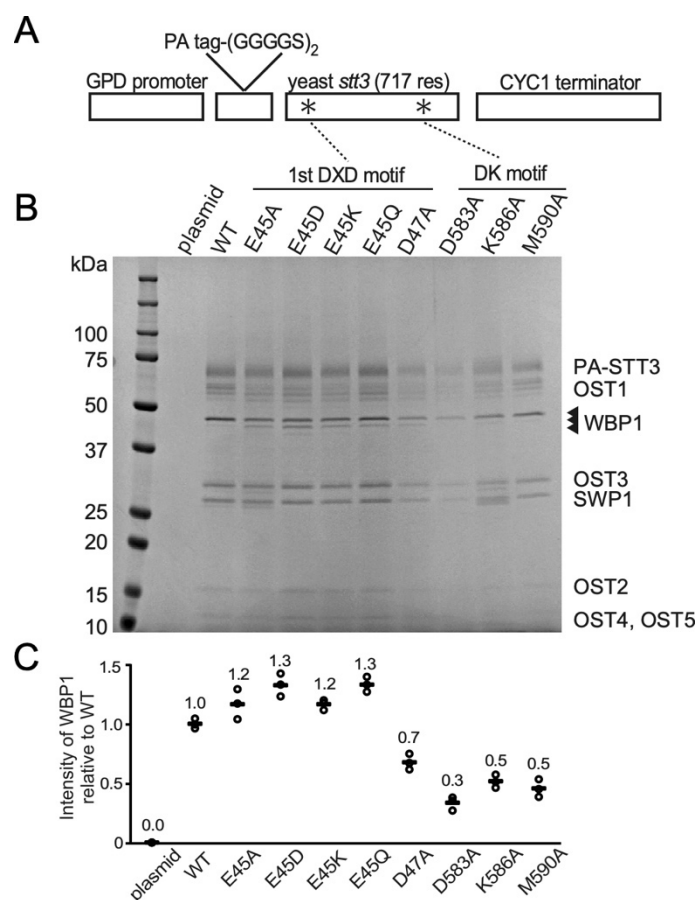 A
PA tag-(GGGGS)2
GPD promoter
yeast stt3 (717 res)
CYC1 terminator
* *
1st DXD motif
DK motif
B
plasmid
WT
E45A
E45D
E45K
E45Q
D47A
D583A
K586A
M590A
kDa
100
75
50
37
25
20
15
10
PA-STT3
OST1
WBP1
OST3
SWP1
OST2
OST4, OST5
C
Intensity of WBP1
relative to WT
1.5
1.0
0.5
0
0.0
1.0
1.2
1.3
1.2
1.3
0.7
0.3
0.5
0.5
plasmid
WT
E45A
E45D
E45K
E45Q
D47A
D583A
K586A
M590A